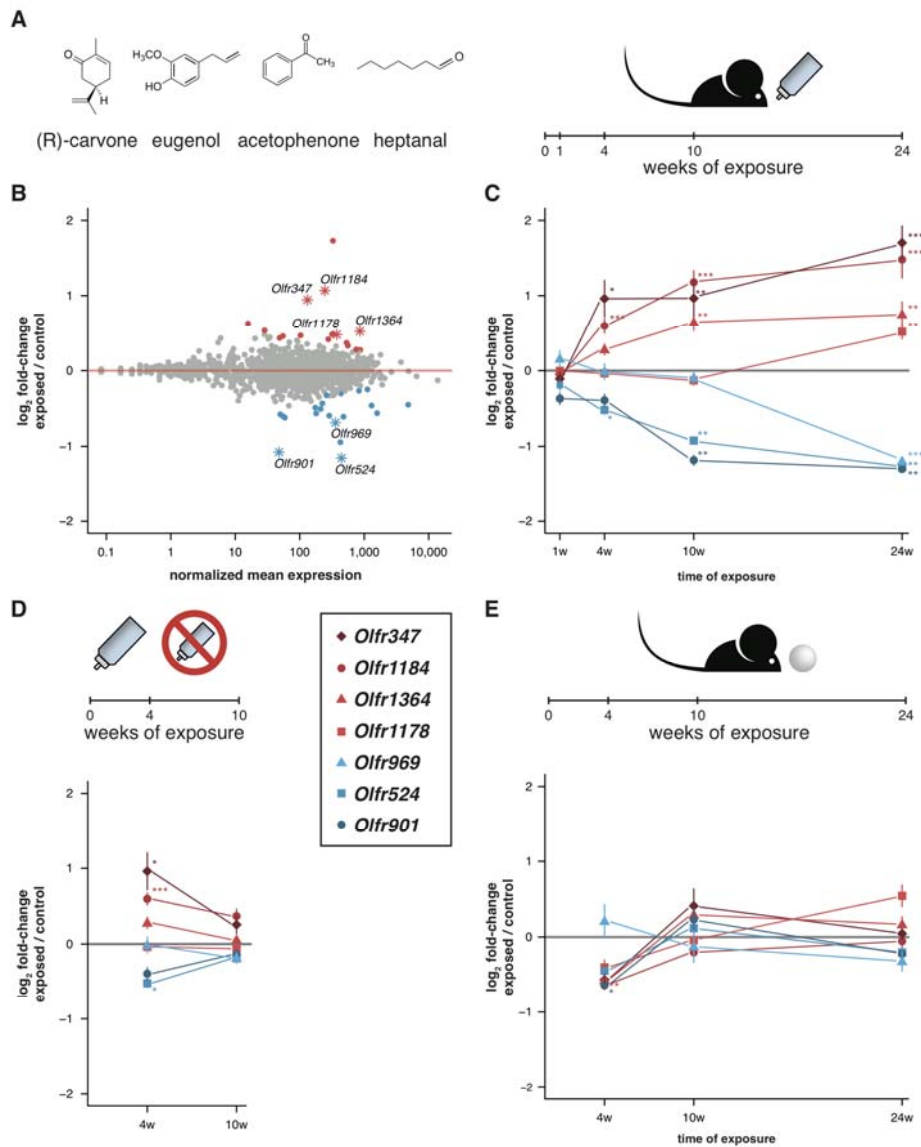 A
O
H
H₃CO
HO
O
CH₃
O
(R)-carvone eugenol acetophenone heptanal
0 1 4 10 24
weeks of exposure
B
log₂ fold-change
exposed / control
2
1
0
-1
-2
Olfr1184
Olfr347
Olfr1178
Olfr1364
Olfr969
Olfr901
Olfr524
0.1 1 10 100 1,000 10,000
normalized mean expression
C
log₂ fold-change
exposed / control
2
1
0
-1
-2
*
***
***
**
**
*
**
**
***
***
**
**
***
**
**
1w 4w 10w 24w
time of exposure
D
0 4 10
weeks of exposure
log₂ fold-change
exposed / control
2
1
0
-1
-2
*
***
*
4w 10w
Olfr347
Olfr1184
Olfr1364
Olfr1178
Olfr969
Olfr524
Olfr901
E
0 4 10 24
weeks of exposure
log₂ fold-change
exposed / control
2
1
0
-1
-2
**
*
4w 10w 24w
time of exposure